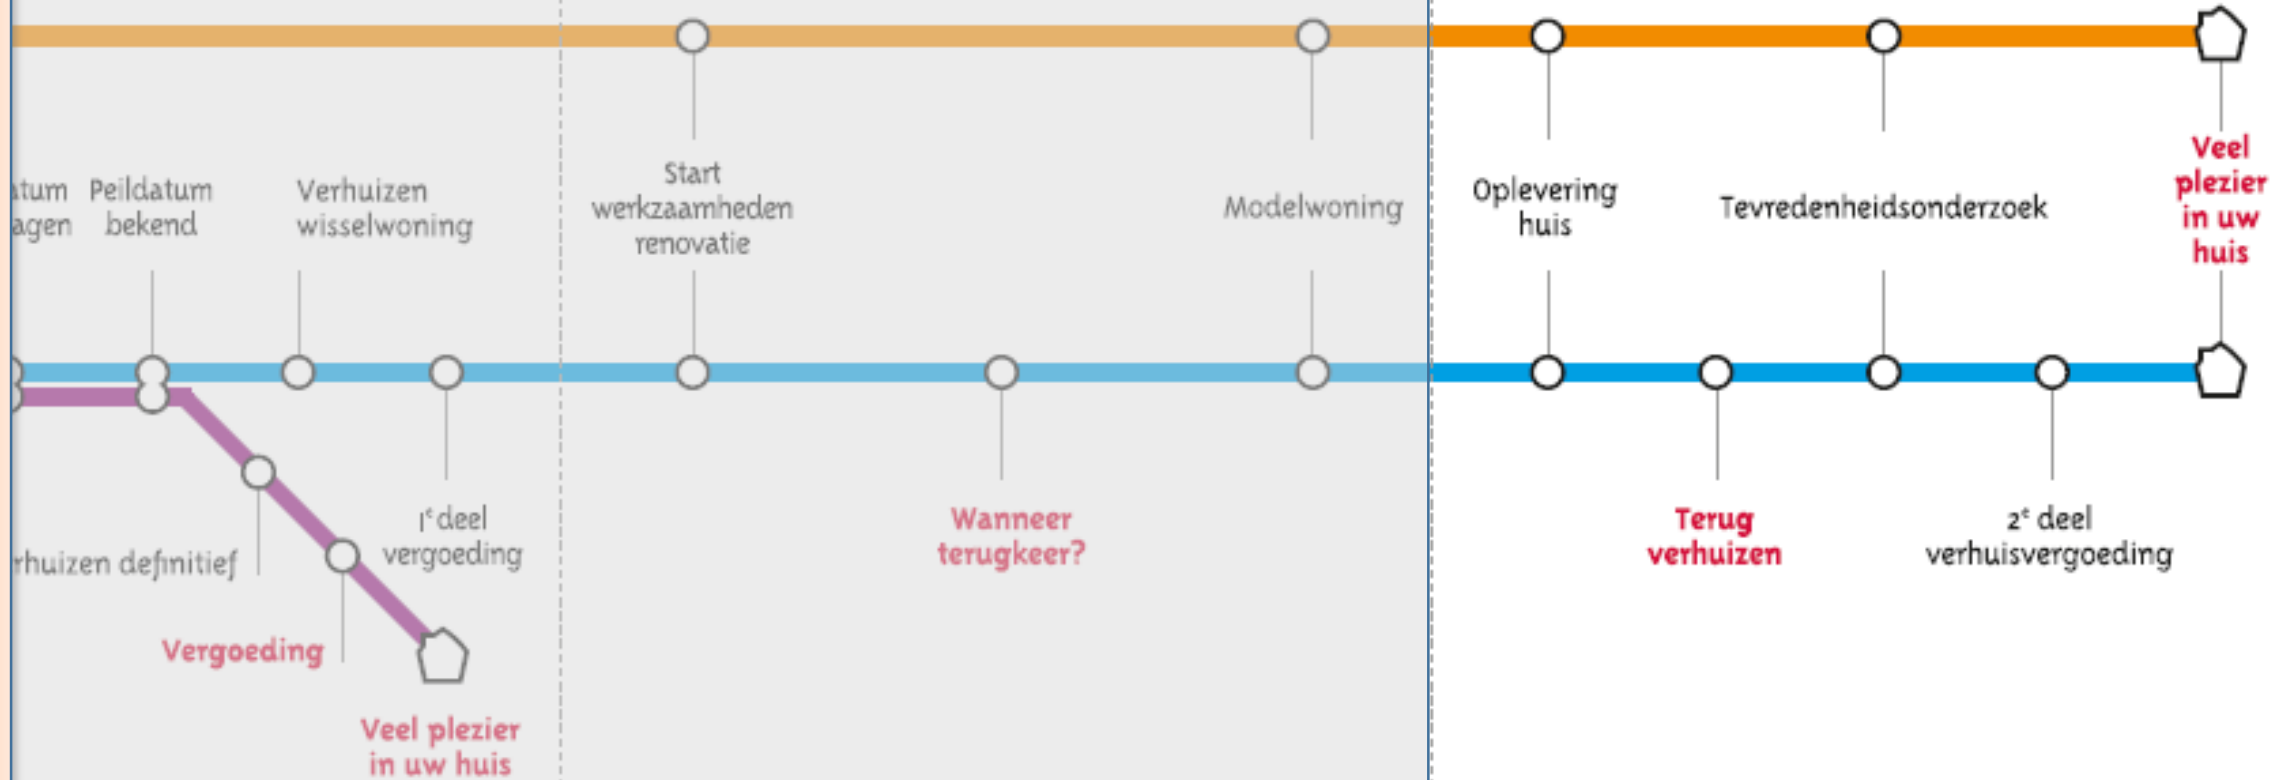 Peildatum
bekend
Verhuizen
wisselwoning
Start
werkzaamheden
renovatie
Modelwoning
Oplevering
huis
Tevredenheidsonderzoek
Veel
plezier
in uw
huis
definitief
1e deel
vergoeding
Vergoeding
Veel plezier
in uw huis
Wanneer
terugkeer?
Terug
verhuizen
2e deel
verhuisvergoeding